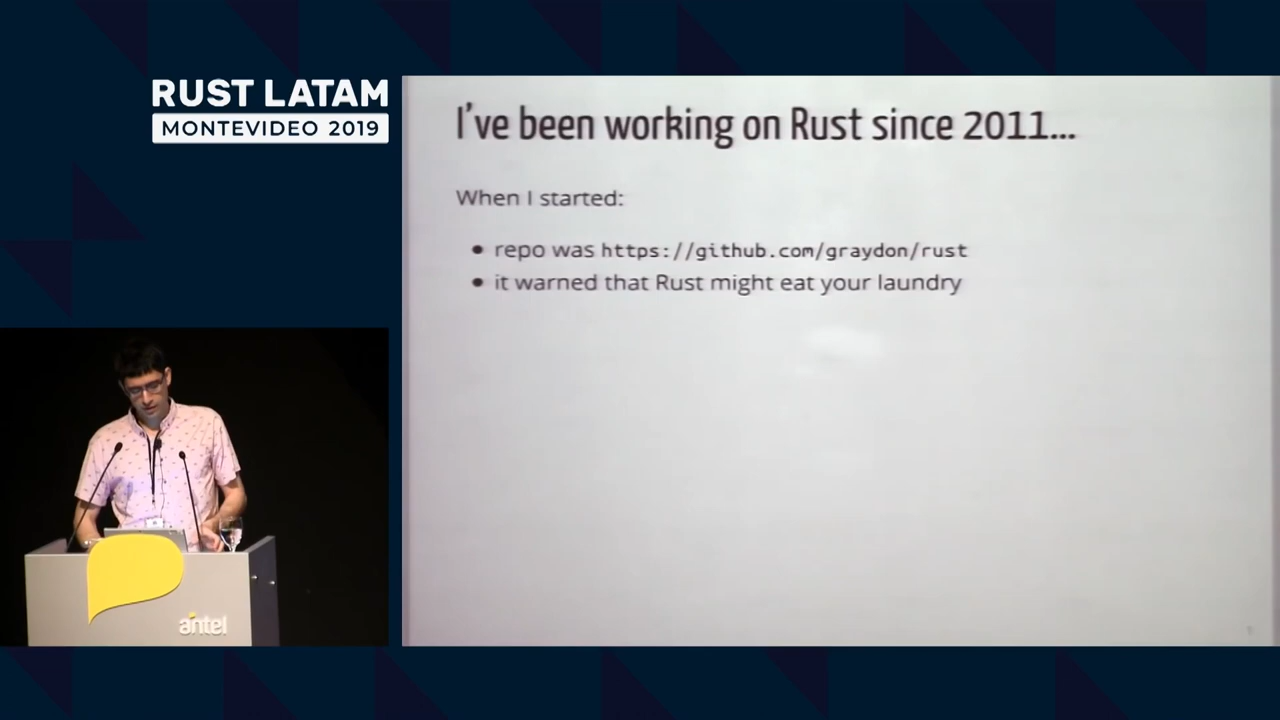 RUST LATAM
MONTEVIDEO 2019
I've been working on Rust since 2011...
When I started:
• repo was https://github.com/graydon/rust
• it warned that Rust might eat your laundry
antel